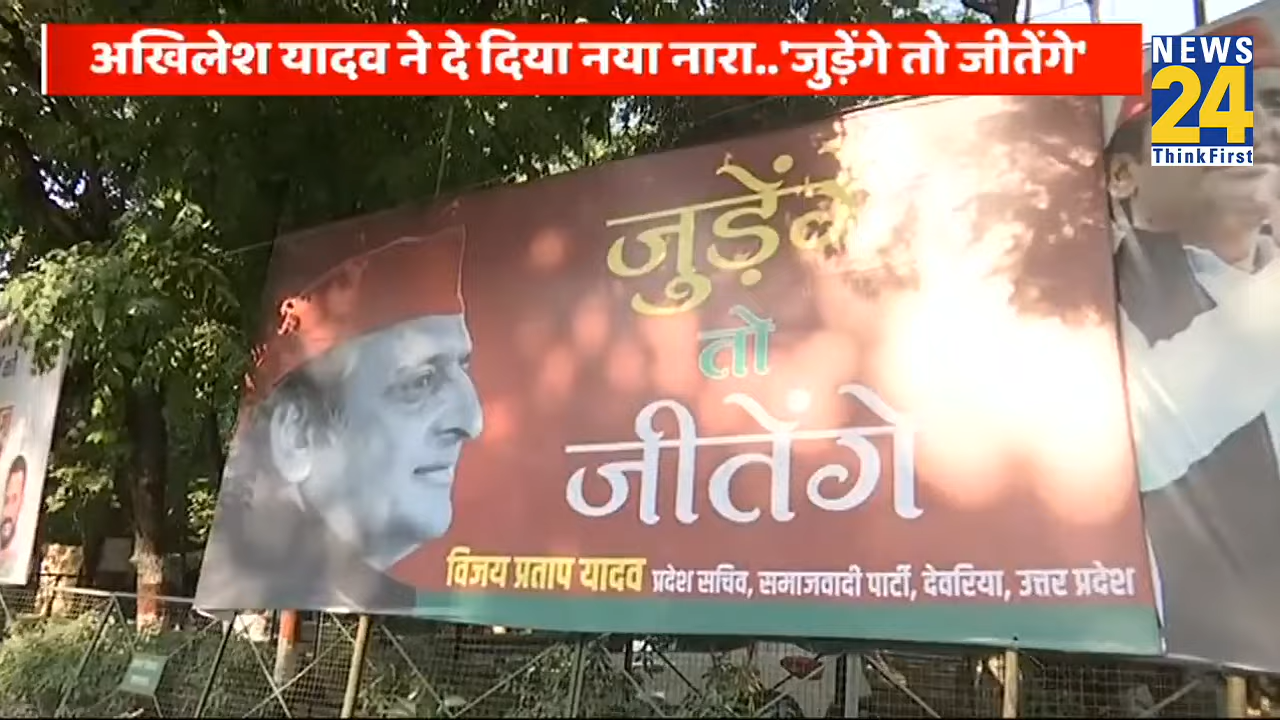 अखिलेश यादव ने दे दिया नया नारा..'जुड़ेंगे तो जीतेंगे'
NEWS
24
ThinkFirst
तो
जीतेंगे
विजय प्रताप यादव प्रदेश सचिव, समाजवादी पार्टी, देवरिया, उत्तर प्रदेश